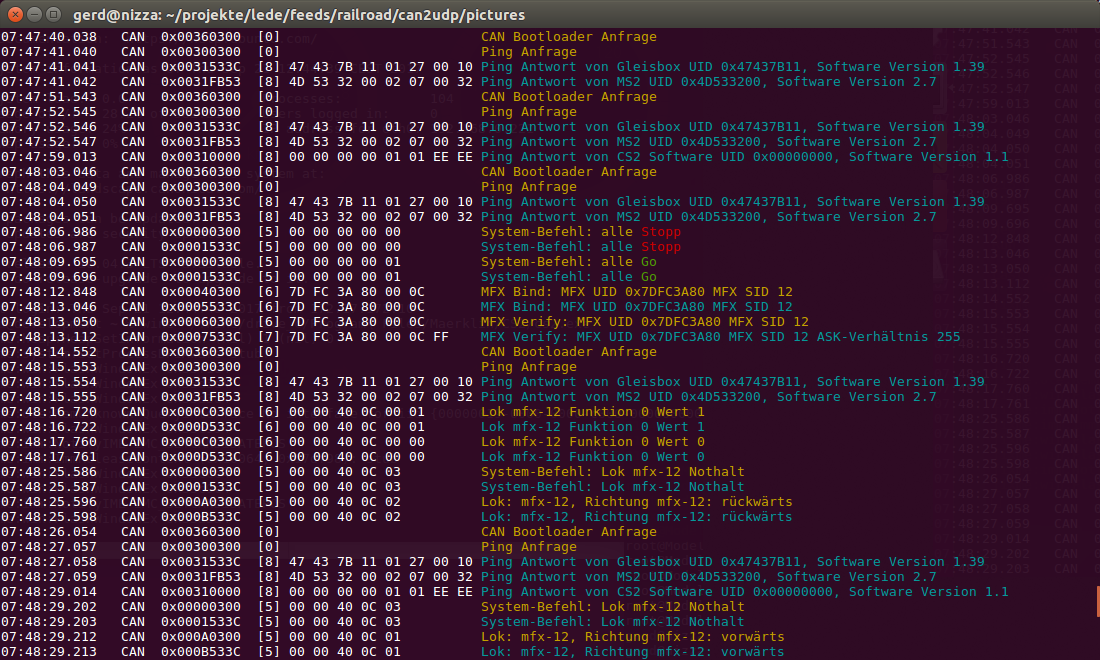 gerd@nizza: ~/projekte/lede/feeds/railroad/can2udp/pictures
07:47:40.038 CAN 0x00360300 [0] CAN Bootloader Anfrage
07:47:41.040 CAN 0x00300300 [0] Ping Anfrage
07:47:41.041 CAN 0x0031533C [8] 47 43 7B 11 01 27 00 10 Ping Antwort von Gleisbox UID 0x47437B11, Software Version 1.39
07:47:41.042 CAN 0x0031FB53 [8] 4D 53 32 00 02 07 00 32 Ping Antwort von MS2 UID 0x4D533200, Software Version 2.7
07:47:51.543 CAN 0x00360300 [0] CAN Bootloader Anfrage
07:47:52.545 CAN 0x00300300 [0] Ping Anfrage
07:47:52.546 CAN 0x0031533C [8] 47 43 7B 11 01 27 00 10 Ping Antwort von Gleisbox UID 0x47437B11, Software Version 1.39
07:47:52.547 CAN 0x0031FB53 [8] 4D 53 32 00 02 07 00 32 Ping Antwort von MS2 UID 0x4D533200, Software Version 2.7
07:47:59.013 CAN 0x00310000 [8] 00 00 00 00 01 01 EE EE Ping Antwort von CS2 Software UID 0x00000000, Software Version 1.1
07:48:03.046 CAN 0x00360300 [0] CAN Bootloader Anfrage
07:48:04.049 CAN 0x00300300 [0] Ping Anfrage
07:48:04.050 CAN 0x0031533C [8] 47 43 7B 11 01 27 00 10 Ping Antwort von Gleisbox UID 0x47437B11, Software Version 1.39
07:48:04.051 CAN 0x0031FB53 [8] 4D 53 32 00 02 07 00 32 Ping Antwort von MS2 UID 0x4D533200, Software Version 2.7
07:48:06.986 CAN 0x00000300 [5] 00 00 00 00 00 System-Befehl: alle Stopp
07:48:06.987 CAN 0x0001533C [5] 00 00 00 00 00 System-Befehl: alle Stopp
07:48:09.695 CAN 0x00000300 [5] 00 00 00 00 01 System-Befehl: alle Go
07:48:09.696 CAN 0x0001533C [5] 00 00 00 00 01 System-Befehl: alle Go
07:48:12.848 CAN 0x00040300 [6] 7D FC 3A 80 00 0C MFX Bind: MFX UID 0x7DFC3A80 MFX SID 12
07:48:13.046 CAN 0x0005533C [6] 7D FC 3A 80 00 0C MFX Bind: MFX UID 0x7DFC3A80 MFX SID 12
07:48:13.050 CAN 0x00060300 [6] 7D FC 3A 80 00 0C MFX Verify: MFX UID 0x7DFC3A80 MFX SID 12
07:48:13.112 CAN 0x0007533C [7] 7D FC 3A 80 00 0C FF MFX Verify: MFX UID 0x7DFC3A80 MFX SID 12 ASK-Verhältnis 255
07:48:14.552 CAN 0x00360300 [0] CAN Bootloader Anfrage
07:48:15.553 CAN 0x00300300 [0] Ping Anfrage
07:48:15.554 CAN 0x0031533C [8] 47 43 7B 11 01 27 00 10 Ping Antwort von Gleisbox UID 0x47437B11, Software Version 1.39
07:48:15.555 CAN 0x0031FB53 [8] 4D 53 32 00 02 07 00 32 Ping Antwort von MS2 UID 0x4D533200, Software Version 2.7
07:48:16.720 CAN 0x000C0300 [6] 00 00 40 0C 00 01 Lok mfx-12 Funktion 0 Wert 1
07:48:16.722 CAN 0x000D533C [6] 00 00 40 0C 00 01 Lok mfx-12 Funktion 0 Wert 1
07:48:17.760 CAN 0x000C0300 [6] 00 00 40 0C 00 00 Lok mfx-12 Funktion 0 Wert 0
07:48:17.761 CAN 0x000D533C [6] 00 00 40 0C 00 00 Lok mfx-12 Funktion 0 Wert 0
07:48:25.586 CAN 0x00000300 [5] 00 00 40 0C 03 System-Befehl: Lok mfx-12 Nothalt
07:48:25.587 CAN 0x0001533C [5] 00 00 40 0C 03 System-Befehl: Lok mfx-12 Nothalt
07:48:25.596 CAN 0x000A0300 [5] 00 00 40 0C 02 Lok: mfx-12, Richtung mfx-12: rückwärts
07:48:25.598 CAN 0x000B533C [5] 00 00 40 0C 02 Lok: mfx-12, Richtung mfx-12: rückwärts
07:48:26.054 CAN 0x00360300 [0] CAN Bootloader Anfrage
07:48:27.057 CAN 0x00300300 [0] Ping Anfrage
07:48:27.058 CAN 0x0031533C [8] 47 43 7B 11 01 27 00 10 Ping Antwort von Gleisbox UID 0x47437B11, Software Version 1.39
07:48:27.059 CAN 0x0031FB53 [8] 4D 53 32 00 02 07 00 32 Ping Antwort von MS2 UID 0x4D533200, Software Version 2.7
07:48:29.014 CAN 0x00310000 [8] 00 00 00 00 01 01 EE EE Ping Antwort von CS2 Software UID 0x00000000, Software Version 1.1
07:48:29.202 CAN 0x00000300 [5] 00 00 40 0C 03 System-Befehl: Lok mfx-12 Nothalt
07:48:29.203 CAN 0x0001533C [5] 00 00 40 0C 03 System-Befehl: Lok mfx-12 Nothalt
07:48:29.212 CAN 0x000A0300 [5] 00 00 40 0C 01 Lok: mfx-12, Richtung mfx-12: vorwärts
07:48:29.213 CAN 0x000B533C [5] 00 00 40 0C 01 Lok: mfx-12, Richtung mfx-12: vorwärts